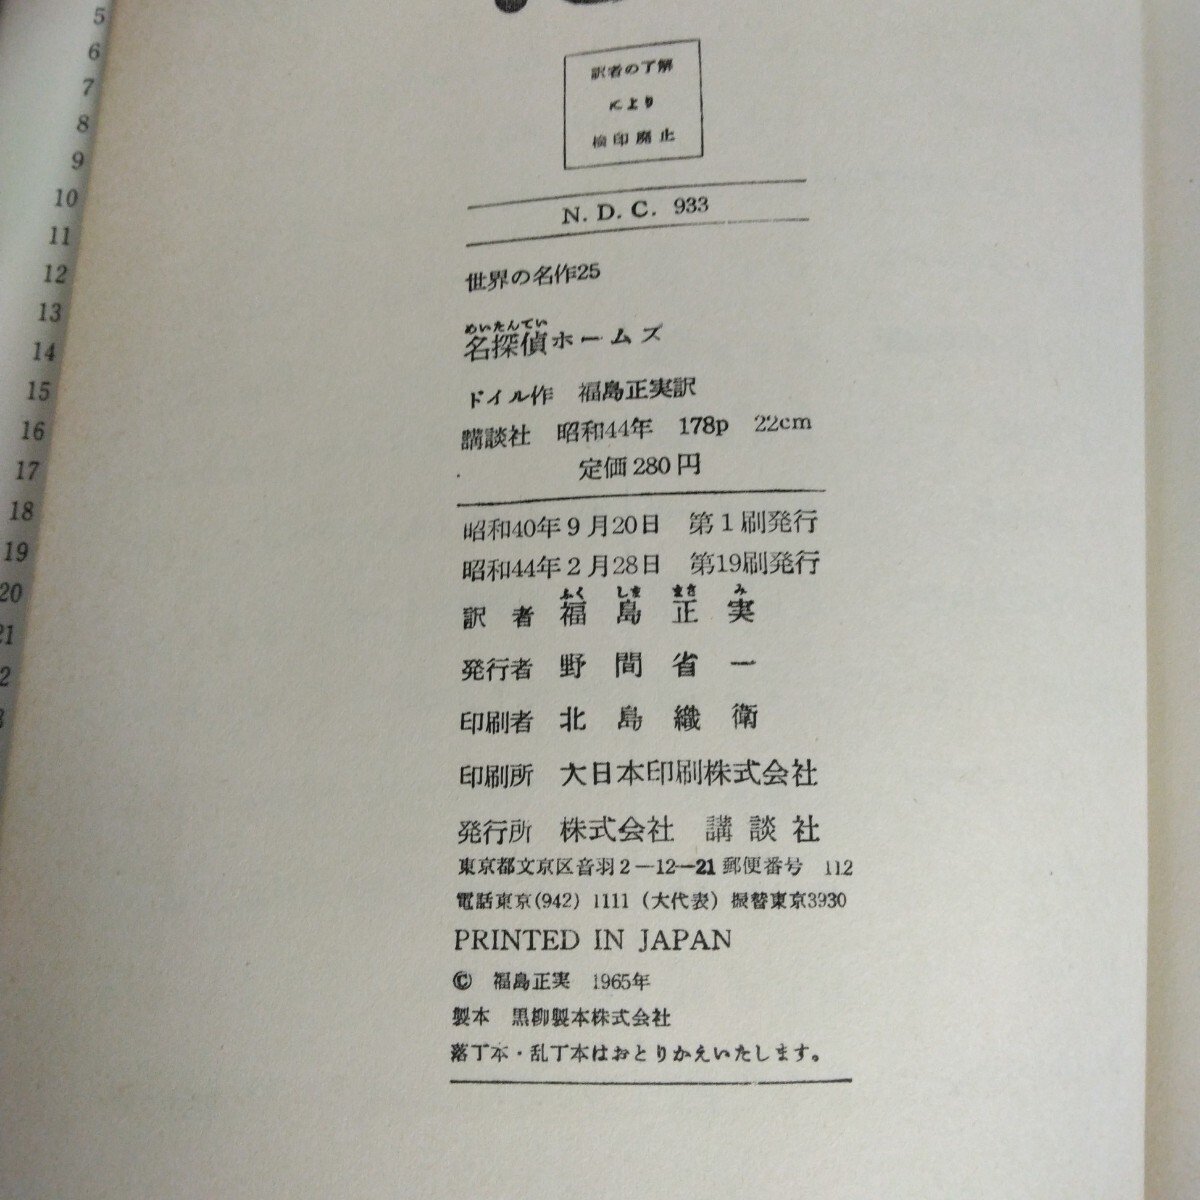 5
6
7
8
9
10
11
12
13
14
15
16
17
18
19
20
21
2
3
訳者の了解
により
検印廃止
N. D. C. 933
世界の名作25
めいたんてい
名探偵ホームズ
ドイル作 福島正実訳
講談社 昭和44年 178p 22cm
定価 280 円
昭和40年9月20日 第1刷発行
昭和44年2月28日 第19刷発行
ふく しま まさ み
訳者 福島正実
発行者 野間省一
印刷者 北島織衛
印刷所 大日本印刷株式会社
発行所 株式会社 講談社
東京都文京区音羽2—12—21 郵便番号 112
電話東京(942) 1111 (大代表) 振替東京3930
PRINTED IN JAPAN
© 福島正実 1965年
製本 黒柳製本株式会社
落丁本・乱丁本はおとりかえいたします。